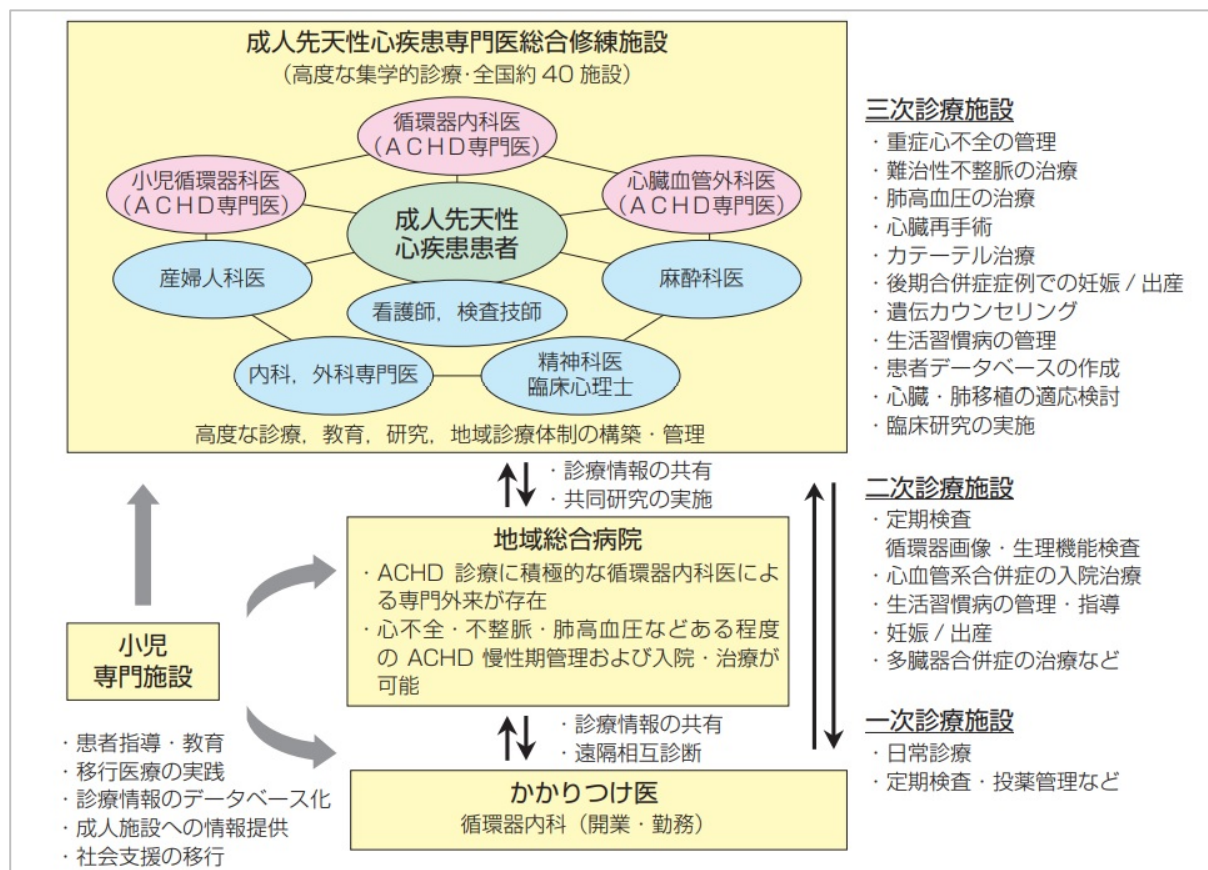 成人先天性心疾患専門医総合修練施設
(高度な集学的診療・全国約 40 施設)
循環器内科医
(ACHD専門医)
小児循環器科医
(ACHD専門医)
心臓血管外科医
(ACHD専門医)
成人先天性
心疾患患者
産婦人科医
麻酔科医
看護師，検査技師
内科，外科専門医
精神科医
臨床心理士
高度な診療，教育，研究，地域診療体制の構築・管理
・診療情報の共有
・共同研究の実施
地域総合病院
・ACHD 診療に積極的な循環器内科医によ
る専門外来が存在
・心不全・不整脈・肺高血圧などある程度
の ACHD 慢性期管理および入院・治療が
可能
・診療情報の共有
・遠隔相互診断
かかりつけ医
循環器内科（開業・勤務）
小児
専門施設
・患者指導・教育
・移行医療の実践
・診療情報のデータベース化
・成人施設への情報提供
・社会支援の移行
三次診療施設
・重症心不全の管理
・難治性不整脈の治療
・肺高血圧の治療
・心臓再手術
・カテーテル治療
・後期合併症症例での妊娠 / 出産
・遺伝カウンセリング
・生活習慣病の管理
・患者データベースの作成
・心臓・肺移植の適応検討
・臨床研究の実施
二次診療施設
・定期検査
循環器画像・生理機能検査
・心血管系合併症の入院治療
・生活習慣病の管理・指導
・妊娠 / 出産
・多臓器合併症の治療など
一次診療施設
・日常診療
・定期検査・投薬管理など